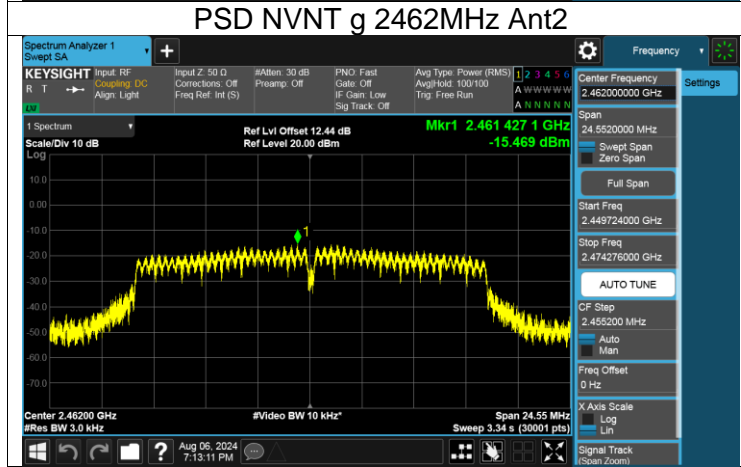 PSD NVNT g 2462MHz Ant2
Spectrum Analyzer 1
Swept SA
+
Frequency
KEYSIGHT
R T
LXI
Input: RF
Coupling: DC
Align: Light
Input Z: 50 Ω
Corrections: Off
Freq Ref: Int (S)
#Atten: 30 dB
Preamp: Off
PNO: Fast
Gate: Off
IF Gain: Low
Sig Track: Off
Avg Type: Power (RMS)
Avg|Hold: 100/100
Trig: Free Run
1 2 3 4 5 6
A W W W W W
A N N N N N
Center Frequency
2.462000000 GHz
Settings
Span
24.5520000 MHz
Swept Span
Zero Span
Full Span
Start Freq
2.449724000 GHz
Stop Freq
2.474276000 GHz
AUTO TUNE
CF Step
2.455200 MHz
Auto
Man
Freq Offset
0 Hz
X Axis Scale
Log
Lin
Signal Track
(Span Zoom)
1 Spectrum
Scale/Div 10 dB
Log
Ref Lvl Offset 12.44 dB
Ref Level 20.00 dBm
Mkr1 2.461 427 1 GHz
-15.469 dBm
10.0
0.00
-10.0
-20.0
-30.0
-40.0
-50.0
-60.0
-70.0
1
Center 2.46200 GHz
#Res BW 3.0 kHz
#Video BW 10 kHz*
Span 24.55 MHz
Sweep 3.34 s (30001 pts)
?
Aug 06, 2024
7:13:11 PM